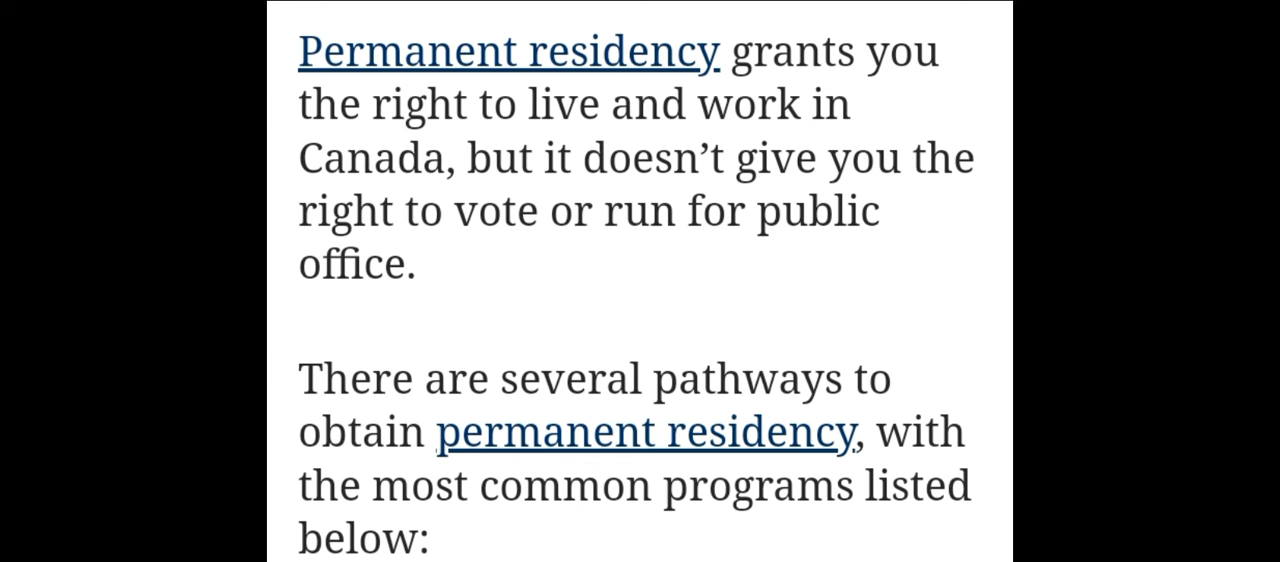 Permanent residency grants you
the right to live and work in
Canada, but it doesn’t give you the
right to vote or run for public
office.
There are several pathways to
obtain permanent residency, with
the most common programs listed
below: